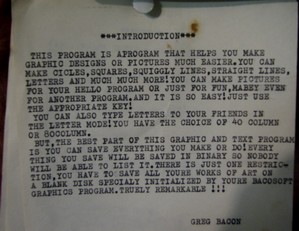 ***INTRODUCTION***
THIS PROGRAM IS APROGRAM THAT HELPS YOU MAKE
GRAPHIC DESIGNS OR PICTURES MUCH EASIER.YOU CAN
MAKE CICLES,SQUARES,SQUIGGLY LINES,STRAIGHT LINES,
LETTERS AND MUCH MUCH MORE!YOU CAN MAKE PICTURES
FOR YOUR HELLO PROGRAM OR JUST FOR FUN,MABEY EVEN
FOR ANOTHER PROGRAM,AND IT IS SO EASY!JUST USE
THE APPROPRIATE KEY!
YOU CAN ALSO TYPE LETTERS TO YOUR FRIENDS IN
THE LETTER MODE!YOU HAVE THE CHOICE OF 40 COLUMN
OR 80COLUMN.
BUT,THE BEST PART OF THIS GRAPHIC AND TEXT PROGRAM
IS YOU CAN SAVE EVERYTHING YOU MAKE OR DO!EVERY
THING YOU SAVE WILL BE SAVED IN BINARY SO NOBODY
WILL BE ABLE TO LIST IT.THERE IS JUST ONE RESTRIC-
TION,YOU HAVE TO SAVE ALL YOURE WORKS OF ART ON
A BLANK DISK SPECIALY INITIALIZED BY YOURE BACOSOFT
GRAPHICS PROGRAM.TRUELY REMARKABLE !!!
GREG BACON